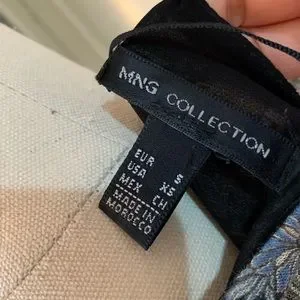 MNG COLLECTION
EUR S
USA XS
MEX CH
MADE IN
MOROCCO